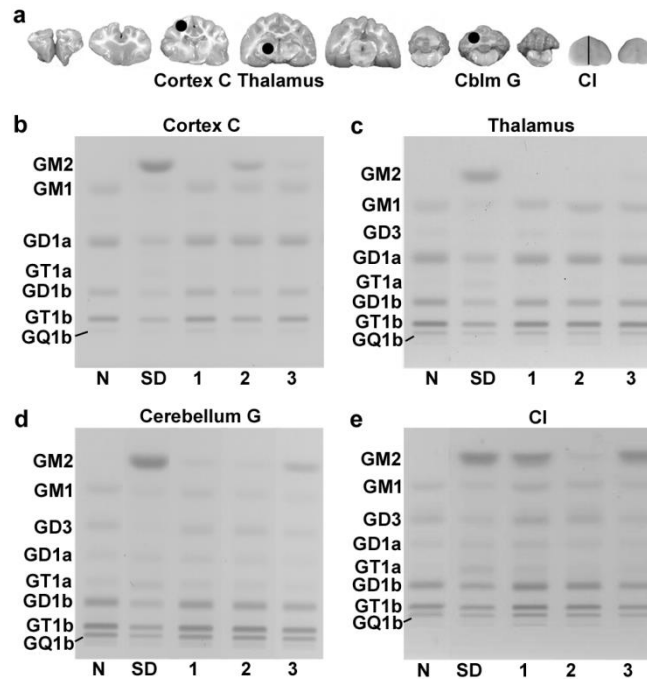 a
Cortex C Thalamus Cblm G CI
b Cortex C
GM2
GM1
GD1a
GT1a
GD1b
GT1b
GQ1b
N SD 1 2 3
c Thalamus
GM2
GM1
GD3
GD1a
GT1a
GD1b
GT1b
GQ1b
N SD 1 2 3
d Cerebellum G
GM2
GM1
GD3
GD1a
GT1a
GD1b
GT1b
GQ1b
N SD 1 2 3
e CI
GM2
GM1
GD3
GD1a
GT1a
GD1b
GT1b
GQ1b
N SD 1 2 3